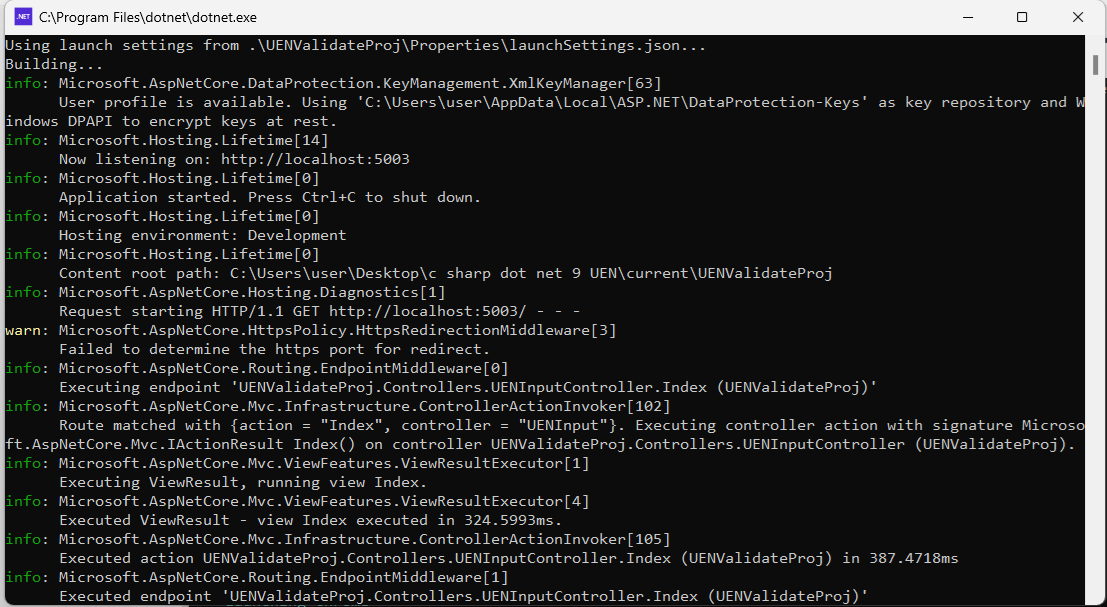 .NET C:\Program Files\dotnet\dotnet.exe
Using launch settings from .\UENValidateProj\Properties\launchSettings.json...
Building...
info: Microsoft.AspNetCore.DataProtection.KeyManagement.XmlKeyManager[63]
      User profile is available. Using 'C:\Users\user\AppData\Local\ASP.NET\DataProtection-Keys' as key repository and W
indows DPAPI to encrypt keys at rest.
info: Microsoft.Hosting.Lifetime[14]
      Now listening on: http://localhost:5003
info: Microsoft.Hosting.Lifetime[0]
      Application started. Press Ctrl+C to shut down.
info: Microsoft.Hosting.Lifetime[0]
      Hosting environment: Development
info: Microsoft.Hosting.Lifetime[0]
      Content root path: C:\Users\user\Desktop\c sharp dot net 9 UEN\current\UENValidateProj
info: Microsoft.AspNetCore.Hosting.Diagnostics[1]
      Request starting HTTP/1.1 GET http://localhost:5003/ - - -
warn: Microsoft.AspNetCore.HttpsPolicy.HttpsRedirectionMiddleware[3]
      Failed to determine the https port for redirect.
info: Microsoft.AspNetCore.Routing.EndpointMiddleware[0]
      Executing endpoint 'UENValidateProj.Controllers.UENInputController.Index (UENValidateProj)'
info: Microsoft.AspNetCore.Mvc.Infrastructure.ControllerActionInvoker[102]
      Route matched with {action = "Index", controller = "UENInput"}. Executing controller action with signature Microso
ft.AspNetCore.Mvc.IActionResult Index() on controller UENValidateProj.Controllers.UENInputController (UENValidateProj).
info: Microsoft.AspNetCore.Mvc.ViewFeatures.ViewResultExecutor[1]
      Executing ViewResult, running view Index.
info: Microsoft.AspNetCore.Mvc.ViewFeatures.ViewResultExecutor[4]
      Executed ViewResult - view Index executed in 324.5993ms.
info: Microsoft.AspNetCore.Mvc.Infrastructure.ControllerActionInvoker[105]
      Executed action UENValidateProj.Controllers.UENInputController.Index (UENValidateProj) in 387.4718ms
info: Microsoft.AspNetCore.Routing.EndpointMiddleware[1]
      Executed endpoint 'UENValidateProj.Controllers.UENInputController.Index (UENValidateProj)'